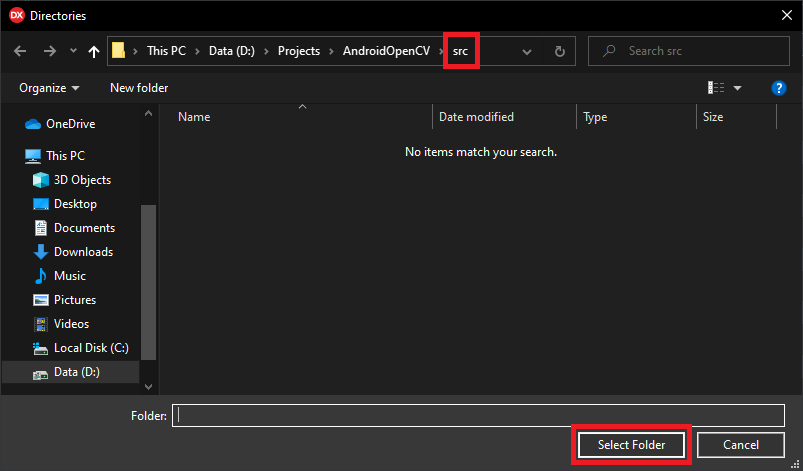 DX Directories
This PC Data (D:) Projects AndroidOpenCV src Search src
Organize New folder ?
Name Date modified Type Size
No items match your search.
OneDrive
This PC
3D Objects
Desktop
Documents
Downloads
Music
Pictures
Videos
Local Disk (C:)
Data (D:)
Folder:
Select Folder Cancel